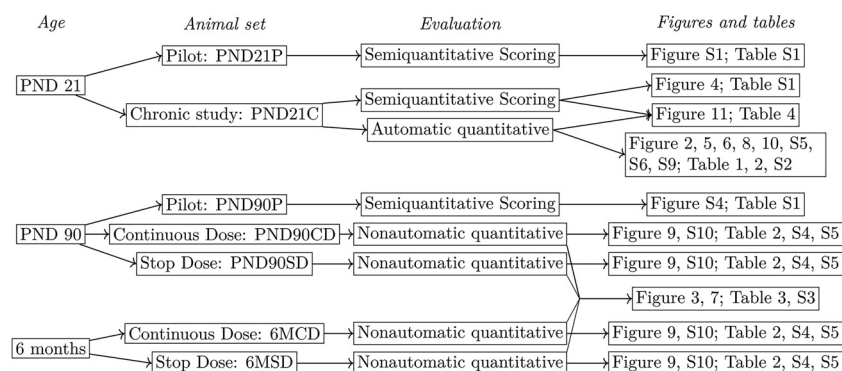 Age Animal set Evaluation Figures and tables
Pilot: PND21P Semiquantitative Scoring Figure S1; Table S1
PND 21
Semiquantitative Scoring Figure 4; Table S1
Chronic study: PND21C Figure 11; Table 4
Automatic quantitative
Figure 2, 5, 6, 8, 10, S5,
S6, S9; Table 1, 2, S2
Pilot: PND90P Semiquantitative Scoring Figure S4; Table S1
PND 90 Continuous Dose: PND90CD Nonautomatic quantitative Figure 9, S10; Table 2, S4, S5
Stop Dose: PND90SD Nonautomatic quantitative Figure 9, S10; Table 2, S4, S5
Figure 3, 7; Table 3, S3
Continuous Dose: 6MCD Nonautomatic quantitative Figure 9, S10; Table 2, S4, S5
6 months
Stop Dose: 6MSD Nonautomatic quantitative Figure 9, S10; Table 2, S4, S5